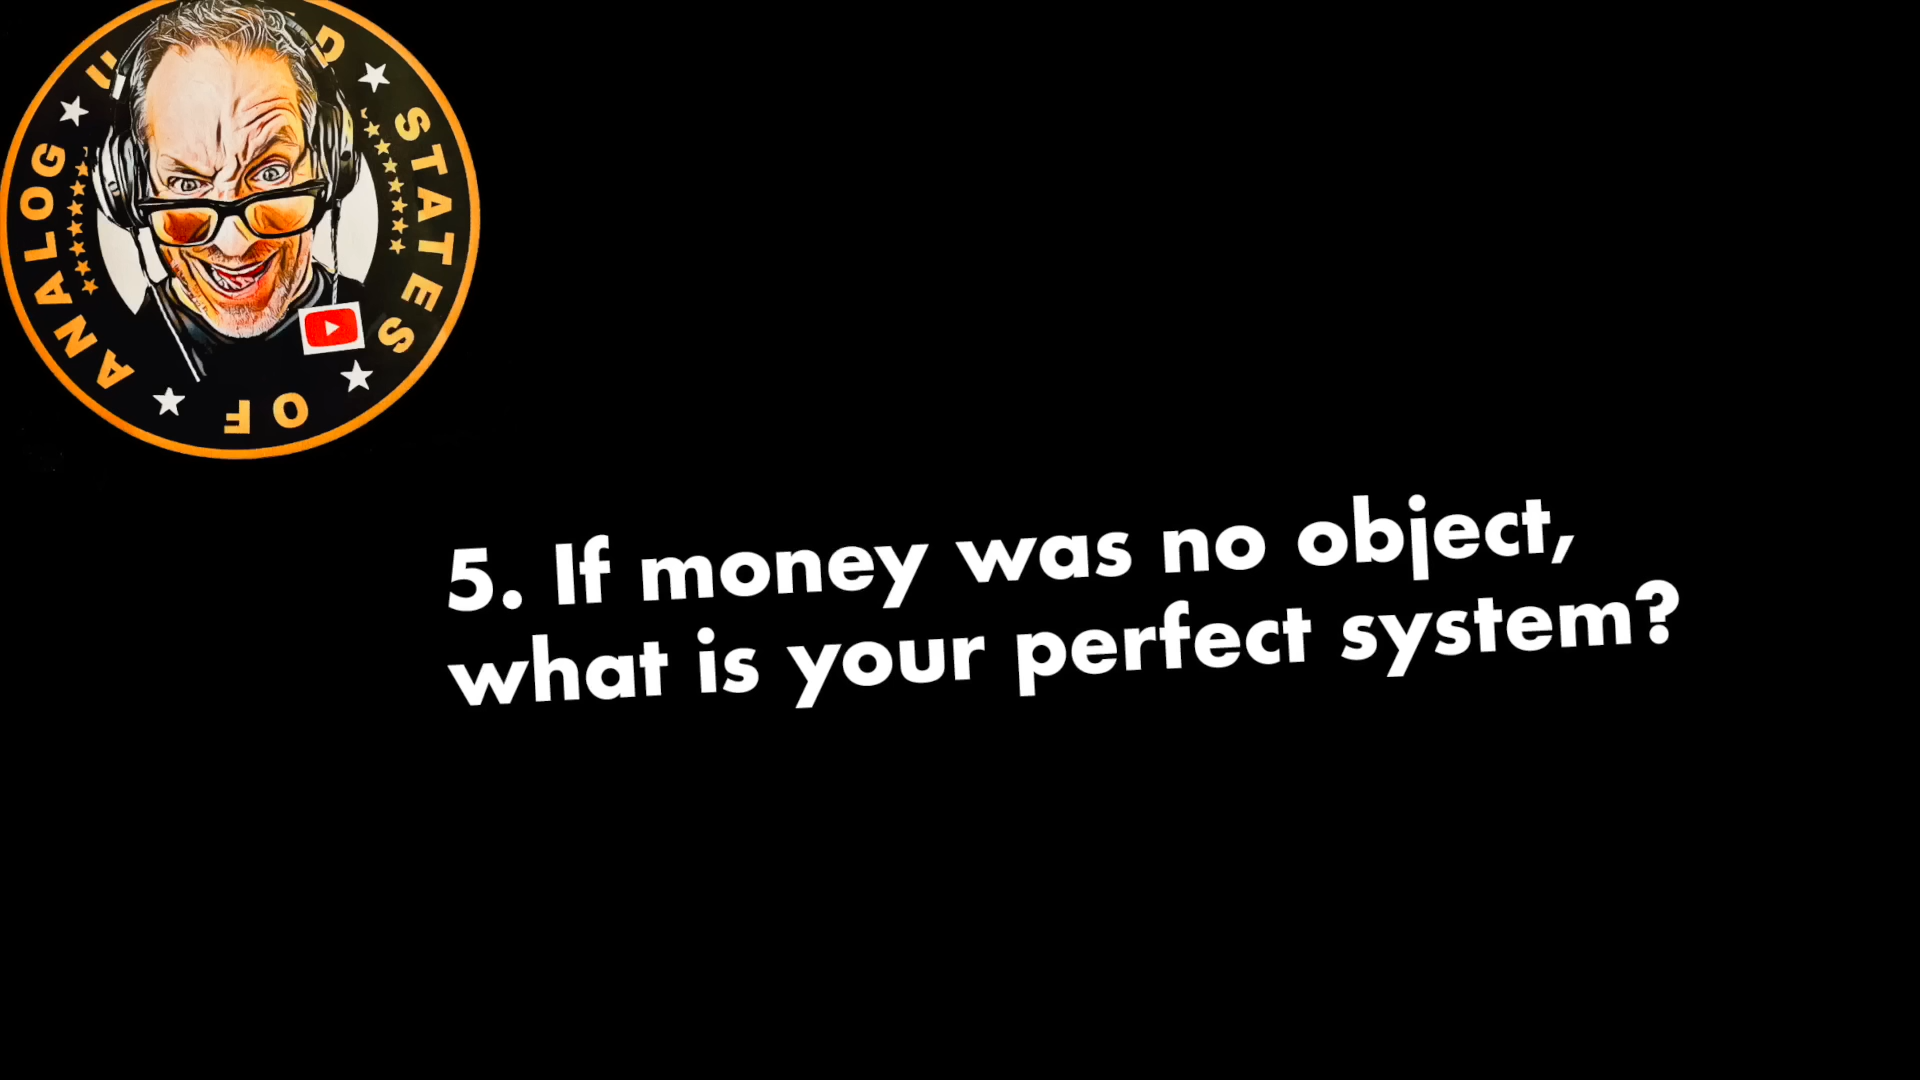 STATES
OF
ANALOG
5. If money was no object,
what is your perfect system?